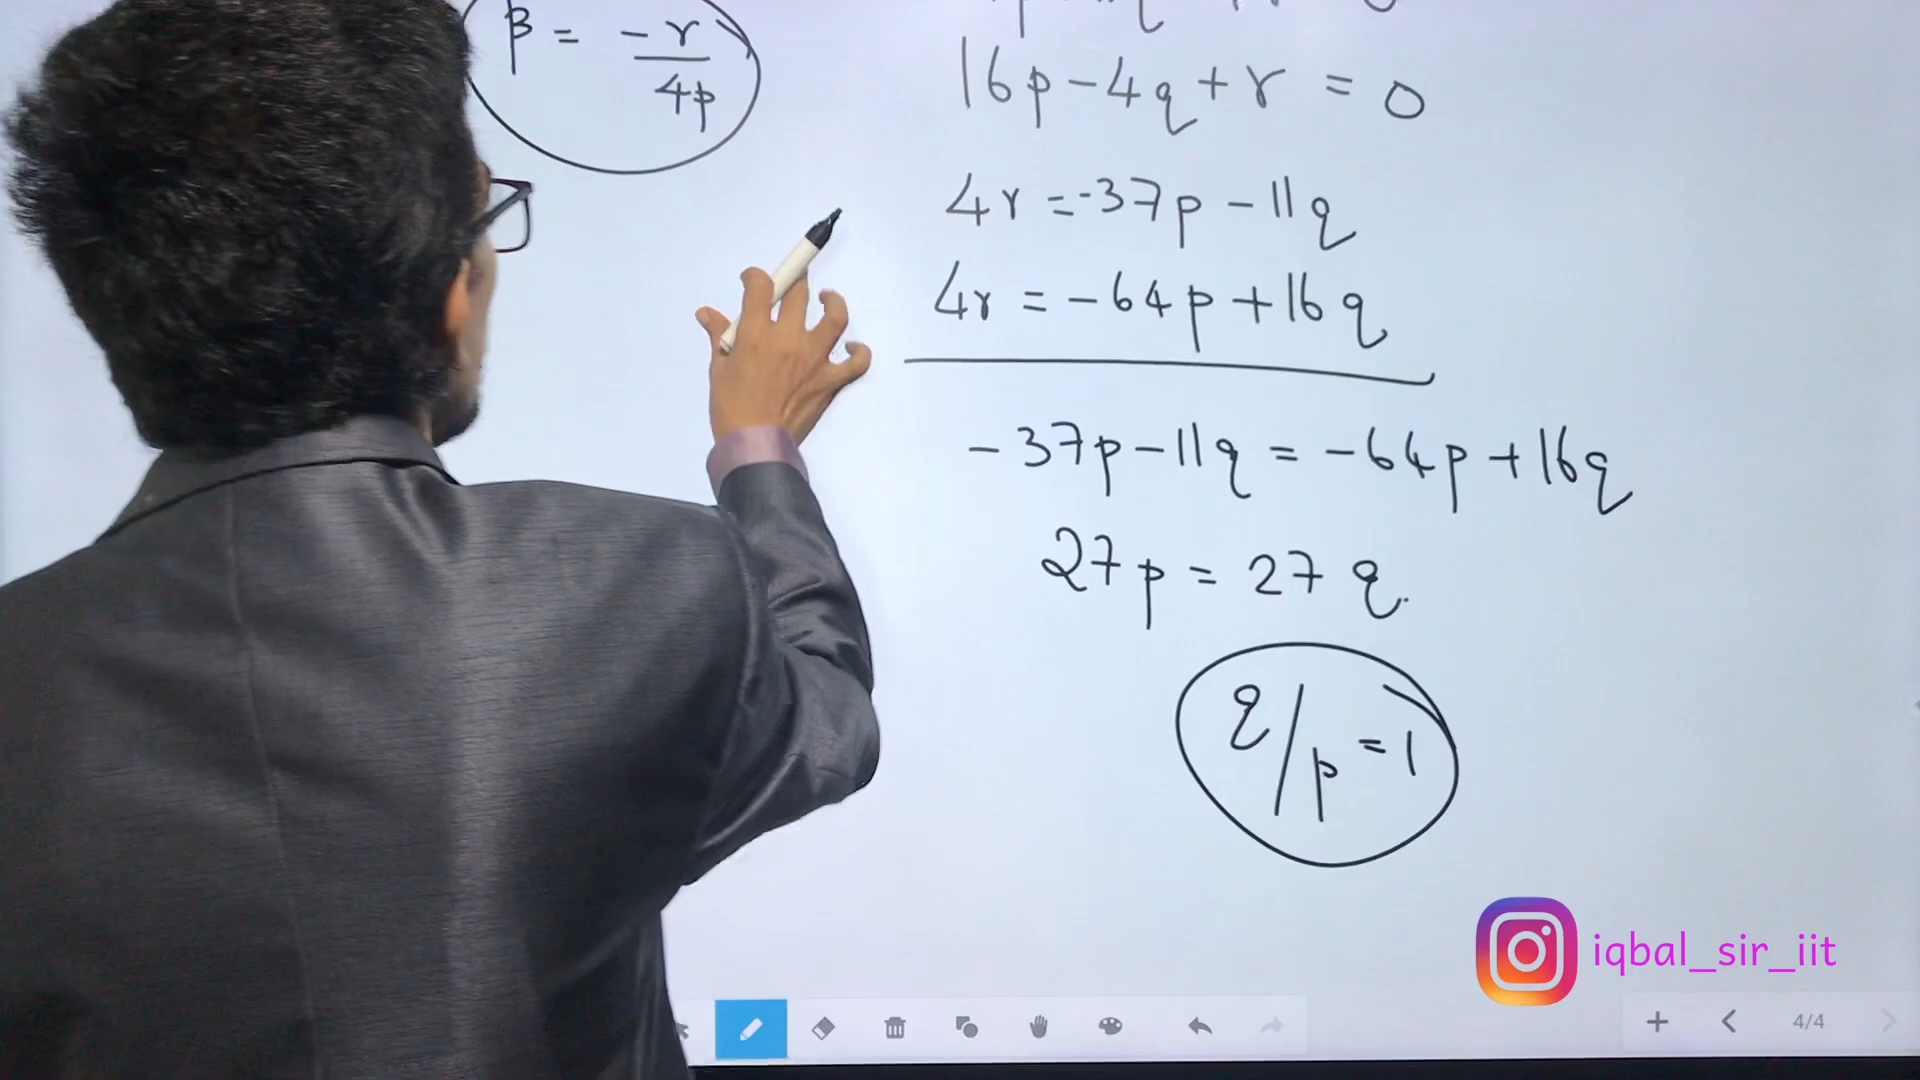 β = -r/4p
16p - 4q + r = 0
4r = -37p - 11q
4r = -64p + 16q
-37p - 11q = -64p + 16q
27p = 27q.
q/p = 1
iqbal_sir_iit
4/4